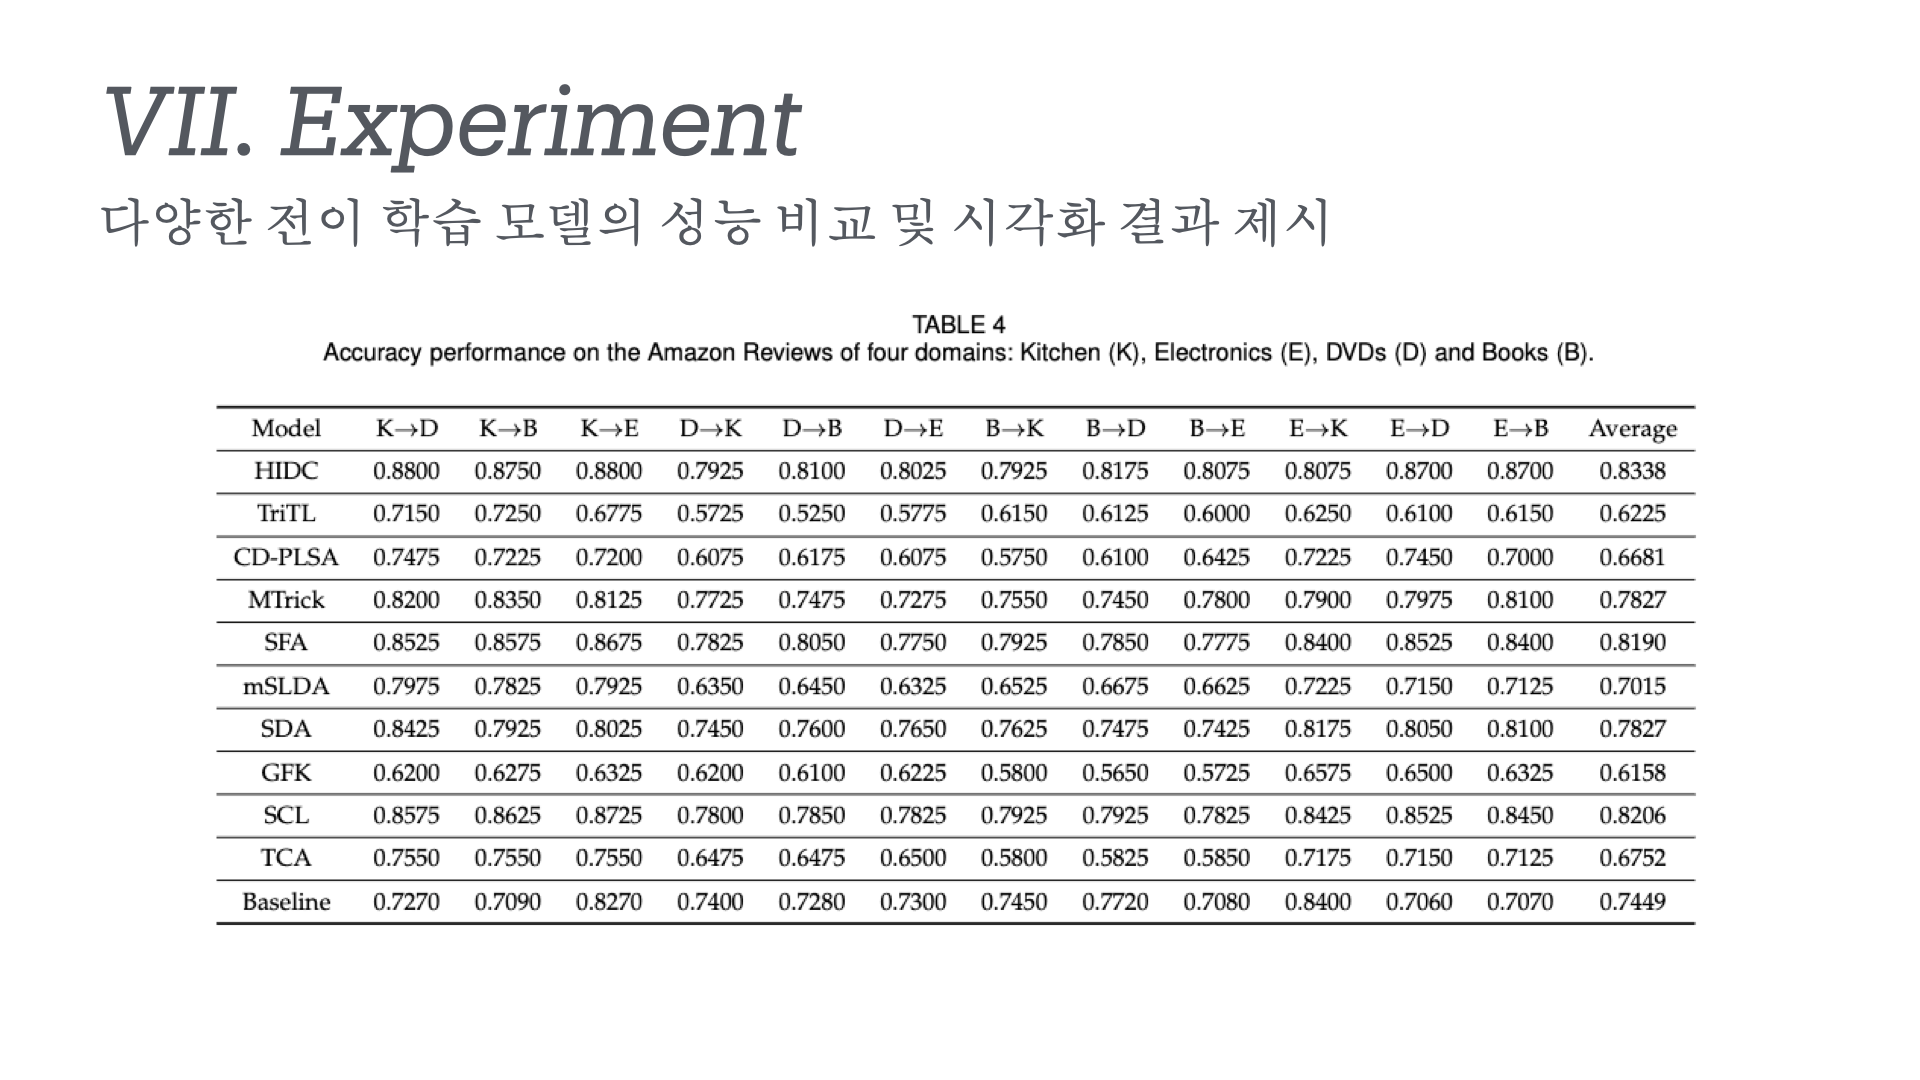 VII. Experiment
다양한 전이 학습 모델의 성능 비교 및 시각화 결과 제시
TABLE 4
Accuracy performance on the Amazon Reviews of four domains: Kitchen (K), Electronics (E), DVDs (D) and Books (B).
Model K→D K→B K→E D→K D→B D→E B→K B→D B→E E→K E→D E→B Average
HIDC 0.8800 0.8750 0.8800 0.7925 0.8100 0.8025 0.7925 0.8175 0.8075 0.8075 0.8700 0.8700 0.8338
TriTL 0.7150 0.7250 0.6775 0.5725 0.5250 0.5775 0.6150 0.6125 0.6000 0.6250 0.6100 0.6150 0.6225
CD-PLSA 0.7475 0.7225 0.7200 0.6075 0.6175 0.6075 0.5750 0.6100 0.6425 0.7225 0.7450 0.7000 0.6681
MTrick 0.8200 0.8350 0.8125 0.7725 0.7475 0.7275 0.7550 0.7450 0.7800 0.7900 0.7975 0.8100 0.7827
SFA 0.8525 0.8575 0.8675 0.7825 0.8050 0.7750 0.7925 0.7850 0.7775 0.8400 0.8525 0.8400 0.8190
mSLDA 0.7975 0.7825 0.7925 0.6350 0.6450 0.6325 0.6525 0.6675 0.6625 0.7225 0.7150 0.7125 0.7015
SDA 0.8425 0.7925 0.8025 0.7450 0.7600 0.7650 0.7625 0.7475 0.7425 0.8175 0.8050 0.8100 0.7827
GFK 0.6200 0.6275 0.6325 0.6200 0.6100 0.6225 0.5800 0.5650 0.5725 0.6575 0.6500 0.6325 0.6158
SCL 0.8575 0.8625 0.8725 0.7800 0.7850 0.7825 0.7925 0.7925 0.7825 0.8425 0.8525 0.8450 0.8206
TCA 0.7550 0.7550 0.7550 0.6475 0.6475 0.6500 0.5800 0.5825 0.5850 0.7175 0.7150 0.7125 0.6752
Baseline 0.7270 0.7090 0.8270 0.7400 0.7280 0.7300 0.7450 0.7720 0.7080 0.8400 0.7060 0.7070 0.7449